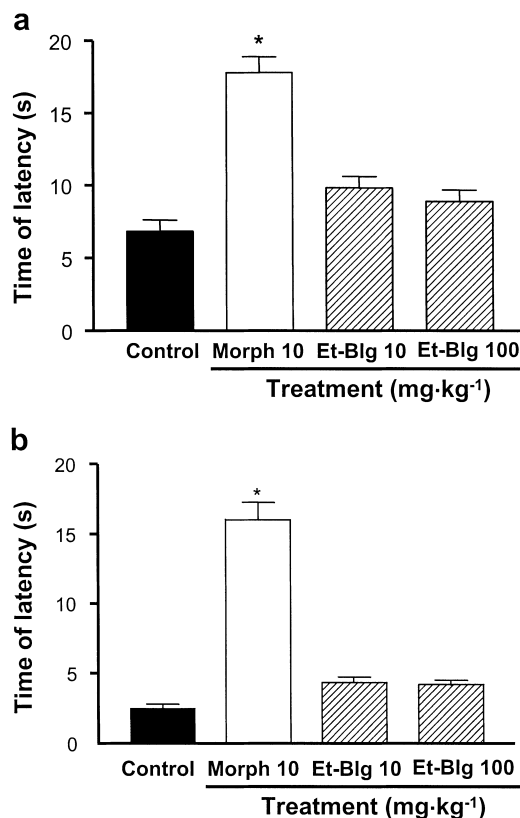 a
*
20
15
10
5
0
Time of latency (s)
Control Morph 10 Et-Blg 10 Et-Blg 100
Treatment (mg·kg⁻¹)
b
*
20
15
10
5
0
Time of latency (s)
Control Morph 10 Et-Blg 10 Et-Blg 100
Treatment (mg·kg⁻¹)